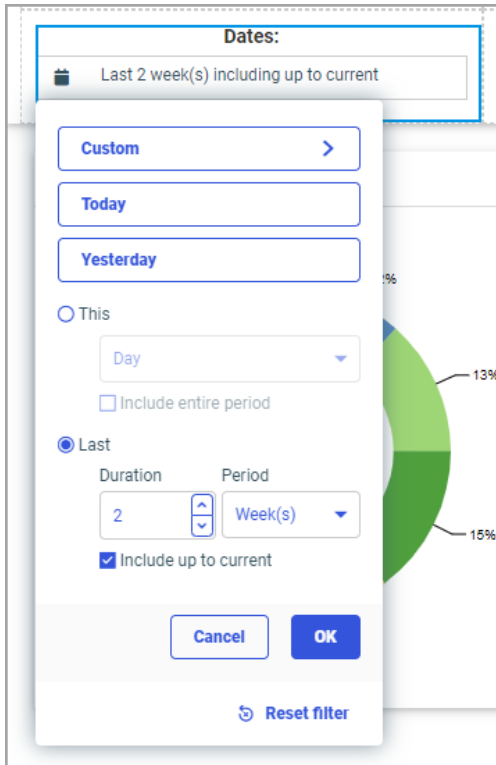 Dates:
Last 2 week(s) including up to current
Custom
Today
Yesterday
This
Day
Include entire period
Last
Duration Period
2 Week(s)
Include up to current
Cancel OK
Reset filter
2%
13%
15%